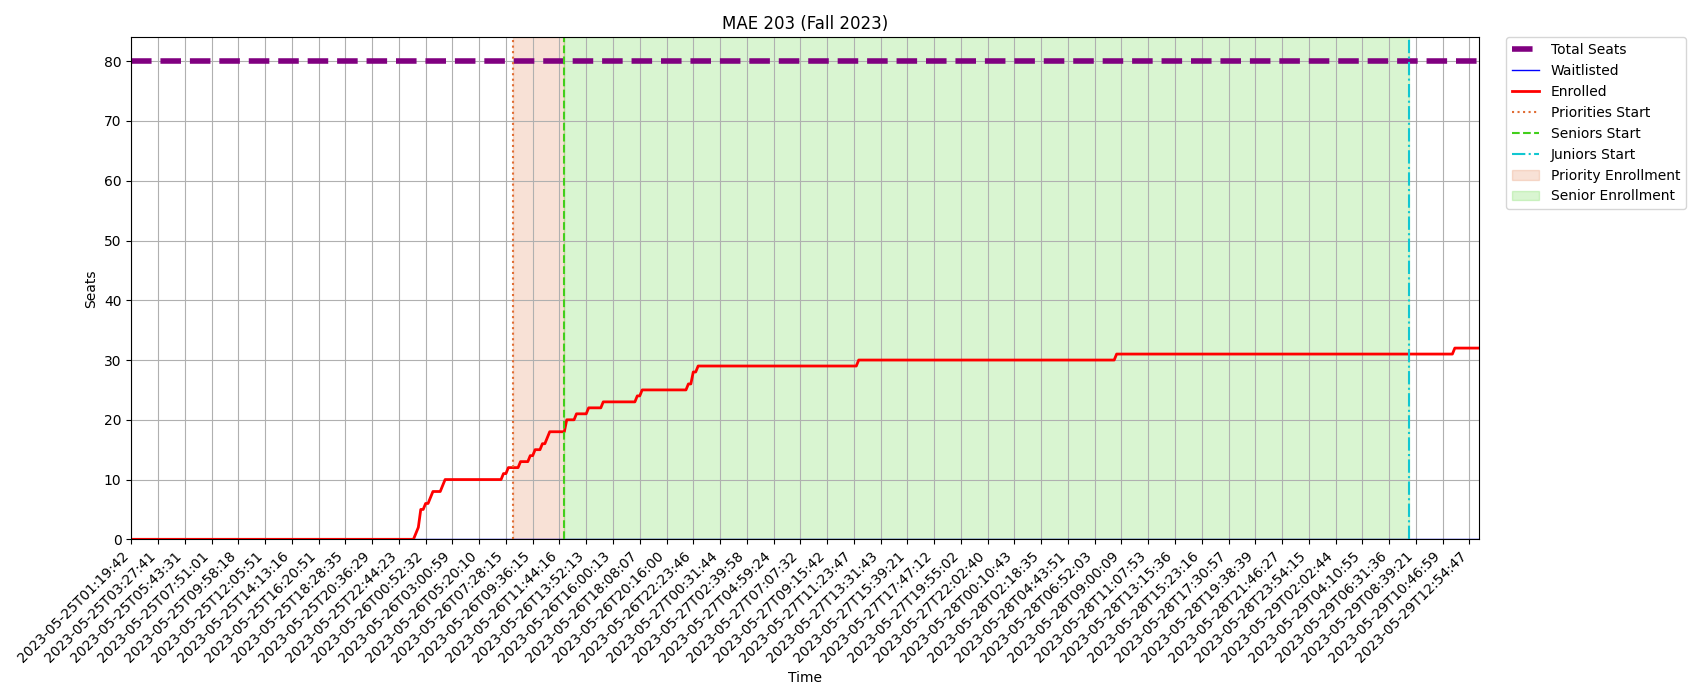 MAE 203 (Fall 2023)
Total Seats
Waitlisted
Enrolled
Priorities Start
Seniors Start
Juniors Start
Priority Enrollment
Senior Enrollment
Seats
80
70
60
50
40
30
20
10
0
2023-05-25T01:19:42
2023-05-25T03:27:41
2023-05-25T05:43:31
2023-05-25T07:51:01
2023-05-25T09:58:18
2023-05-25T12:05:51
2023-05-25T14:13:16
2023-05-25T16:20:51
2023-05-25T18:28:35
2023-05-25T20:36:29
2023-05-25T22:44:23
2023-05-26T00:52:32
2023-05-26T03:00:59
2023-05-26T05:20:10
2023-05-26T07:28:15
2023-05-26T09:36:15
2023-05-26T11:44:16
2023-05-26T13:52:13
2023-05-26T16:00:13
2023-05-26T18:08:07
2023-05-26T20:16:00
2023-05-26T22:23:46
2023-05-27T00:31:44
2023-05-27T02:39:58
2023-05-27T04:59:24
2023-05-27T07:07:32
2023-05-27T09:15:42
2023-05-27T11:23:47
2023-05-27T13:31:43
2023-05-27T15:39:21
2023-05-27T17:47:12
2023-05-27T19:55:02
2023-05-27T22:02:40
2023-05-28T00:10:43
2023-05-28T02:18:35
2023-05-28T04:43:51
2023-05-28T06:52:03
2023-05-28T09:00:09
2023-05-28T11:07:53
2023-05-28T13:15:36
2023-05-28T15:23:16
2023-05-28T17:30:57
2023-05-28T19:38:39
2023-05-28T21:46:27
2023-05-28T23:54:15
2023-05-29T02:02:44
2023-05-29T04:10:55
2023-05-29T06:31:36
2023-05-29T08:39:21
2023-05-29T10:46:59
2023-05-29T12:54:47
Time